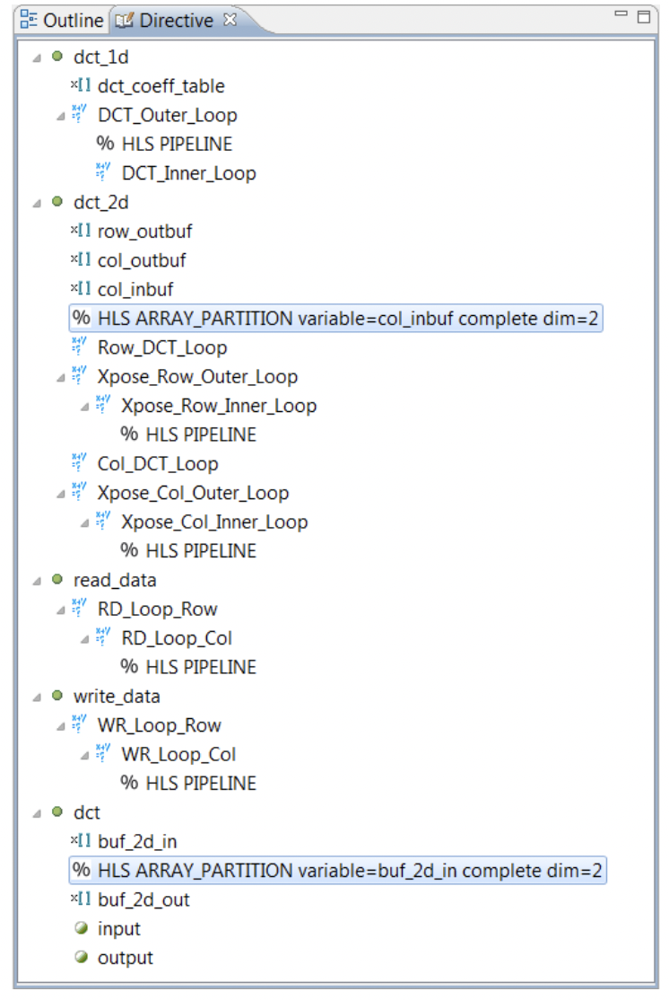 Outline Directive
dct_1d
dct_coeff_table
DCT_Outer_Loop
% HLS PIPELINE
DCT_Inner_Loop
dct_2d
row_outbuf
col_outbuf
col_inbuf
% HLS ARRAY_PARTITION variable=col_inbuf complete dim=2
Row_DCT_Loop
Xpose_Row_Outer_Loop
Xpose_Row_Inner_Loop
% HLS PIPELINE
Col_DCT_Loop
Xpose_Col_Outer_Loop
Xpose_Col_Inner_Loop
% HLS PIPELINE
read_data
RD_Loop_Row
RD_Loop_Col
% HLS PIPELINE
write_data
WR_Loop_Row
WR_Loop_Col
% HLS PIPELINE
dct
buf_2d_in
% HLS ARRAY_PARTITION variable=buf_2d_in complete dim=2
buf_2d_out
input
output